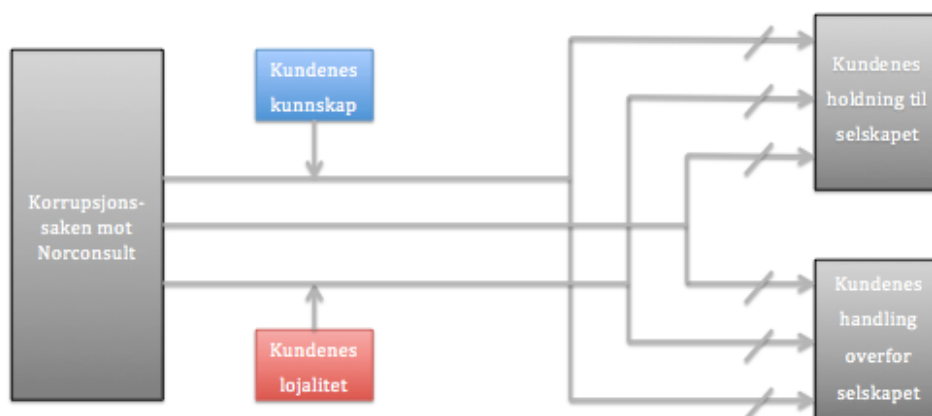 Korrupsjons-
saken mot
Norconsult
Kundenes
kunnskap
Kundenes
lojalitet
Kundenes
holdning til
selskapet
Kundenes
handling
overfor
selskapet